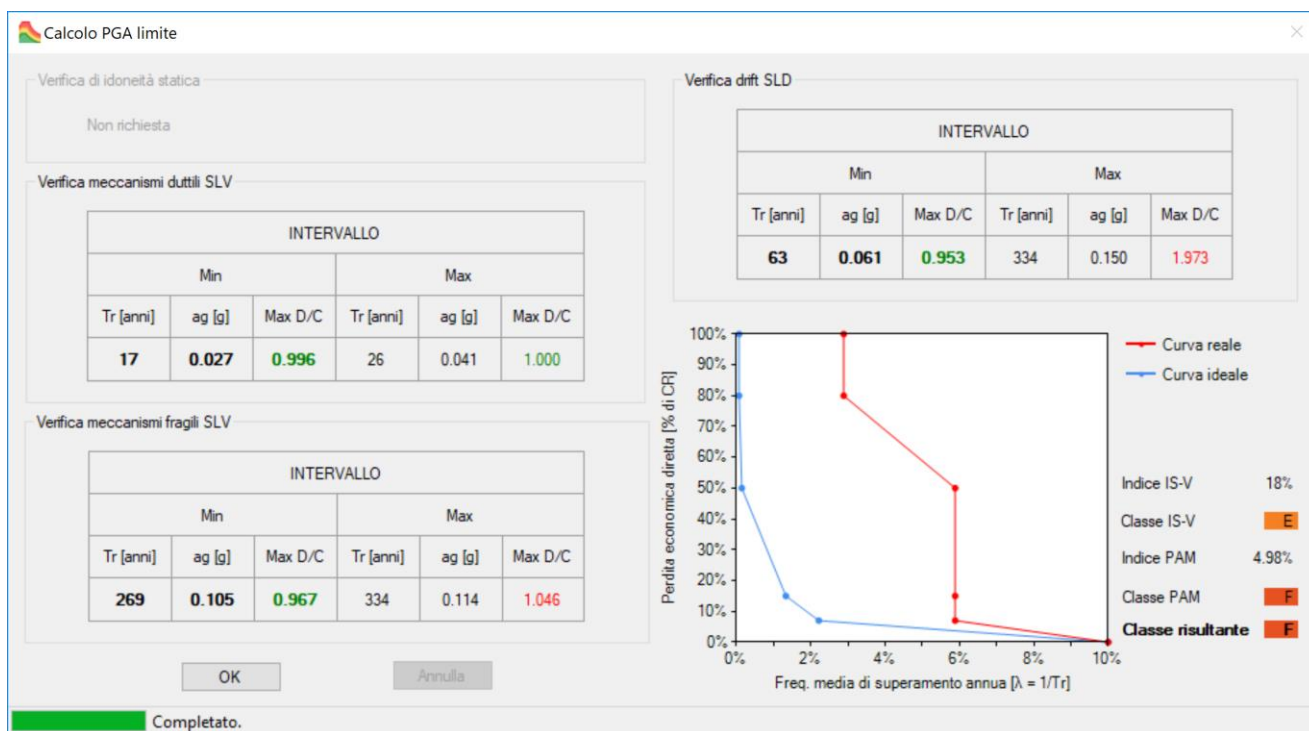 Calcolo PGA limite
Verifica di idoneità statica
Non richiesta
Verifica meccanismi duttili SLV
INTERVALLO
Min Max
Tr [anni] ag [g] Max D/C Tr [anni] ag [g] Max D/C
17 0.027 0.996 26 0.041 1.000
Verifica meccanismi fragili SLV
INTERVALLO
Min Max
Tr [anni] ag [g] Max D/C Tr [anni] ag [g] Max D/C
269 0.105 0.967 334 0.114 1.046
OK Annulla
Completato.
Verifica drift SLD
INTERVALLO
Min Max
Tr [anni] ag [g] Max D/C Tr [anni] ag [g] Max D/C
63 0.061 0.953 334 0.150 1.973
Perdita economica diretta [% di CR]
100%
90%
80%
70%
60%
50%
40%
30%
20%
10%
0%
0% 2% 4% 6% 8% 10%
Freq. media di superamento annua [λ = 1/Tr]
Curva reale
Curva ideale
Indice IS-V 18%
Classe IS-V E
Indice PAM 4.98%
Classe PAM F
Classe risultante F